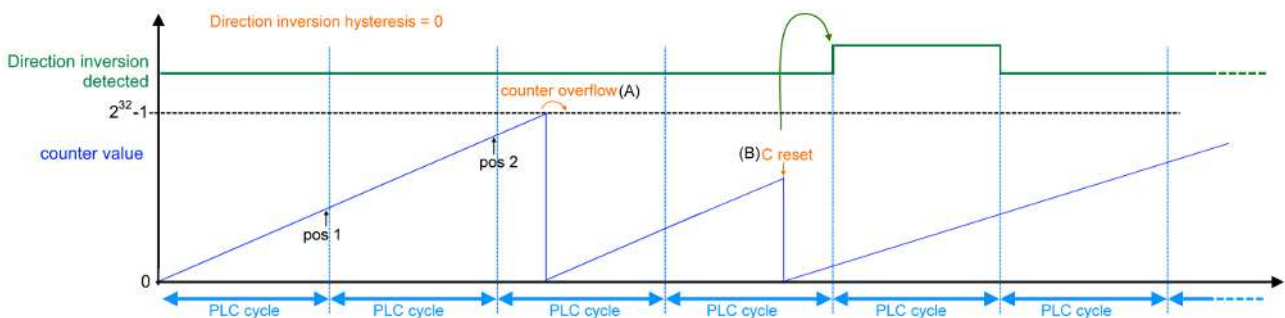 Direction inversion hysteresis = 0
Direction inversion
detected
counter overflow (A)
2³²-1
counter value
pos 2
(B) C reset
pos 1
0
PLC cycle
PLC cycle
PLC cycle
PLC cycle
PLC cycle
PLC cycle